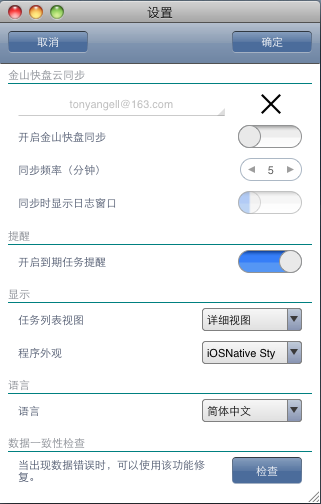 设置
取消
确定
金山快盘云同步
tonyangell@163.com
开启金山快盘同步
同步频率（分钟）
5
同步时显示日志窗口
提醒
开启到期任务提醒
显示
任务列表视图
详细视图
程序外观
iOSNative Sty
语言
语言
简体中文
数据一致性检查
当出现数据错误时，可以使用该功能修
复。
检查